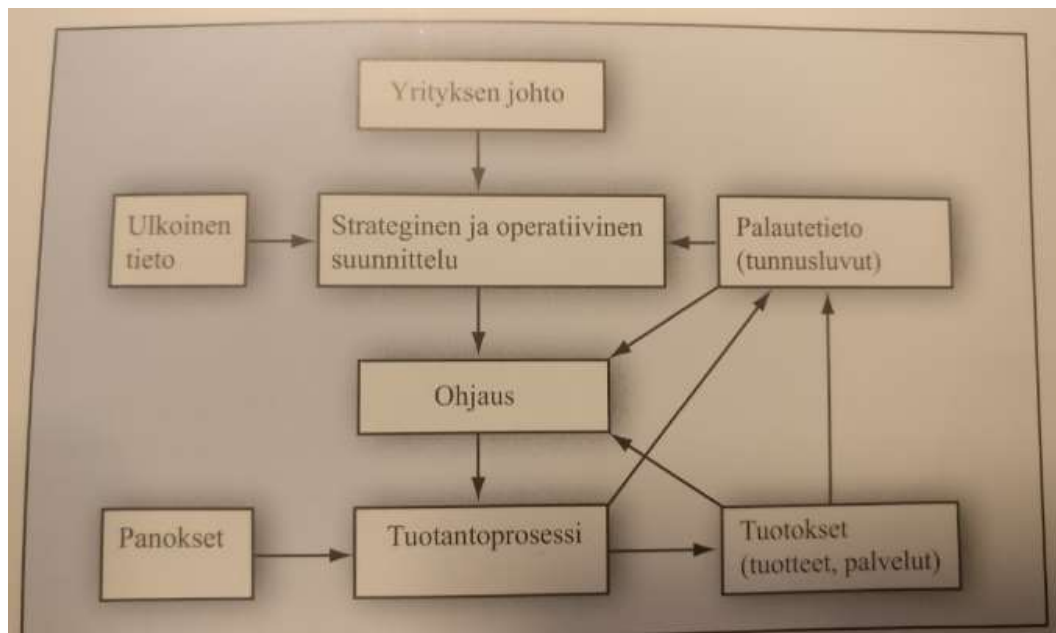 Yrityksen johto
Ulkoinen
tieto
Strateginen ja operatiivinen
suunnittelu
Palautetieto
(tunnusluvut)
Ohjaus
Panokset
Tuotantoprosessi
Tuotokset
(tuotteet, palvelut)